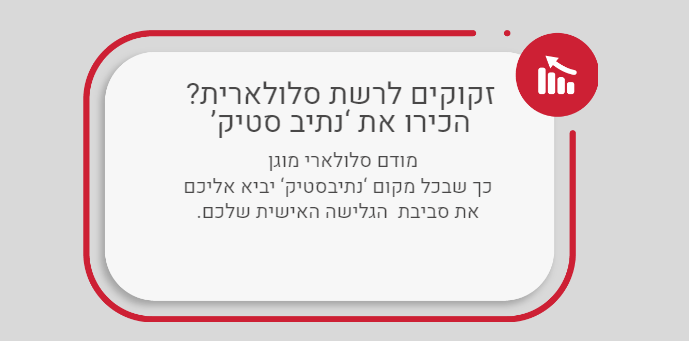 זקוקים לרשת סלולארית?
הכירו את ‘נתיב סטיק’
מודם סלולארי מוגן
כך שבכל מקום ‘נתיבסטיק’ יביא אליכם
את סביבת  הגלישה האישית שלכם.